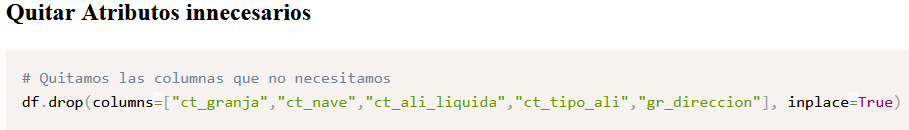 Quitar Atributos innecesarios
# Quitamos las columnas que no necesitamos
df.drop(columns=["ct_granja","ct_nave","ct_ali_liquida","ct_tipo_ali","gr_direccion"], inplace=True)